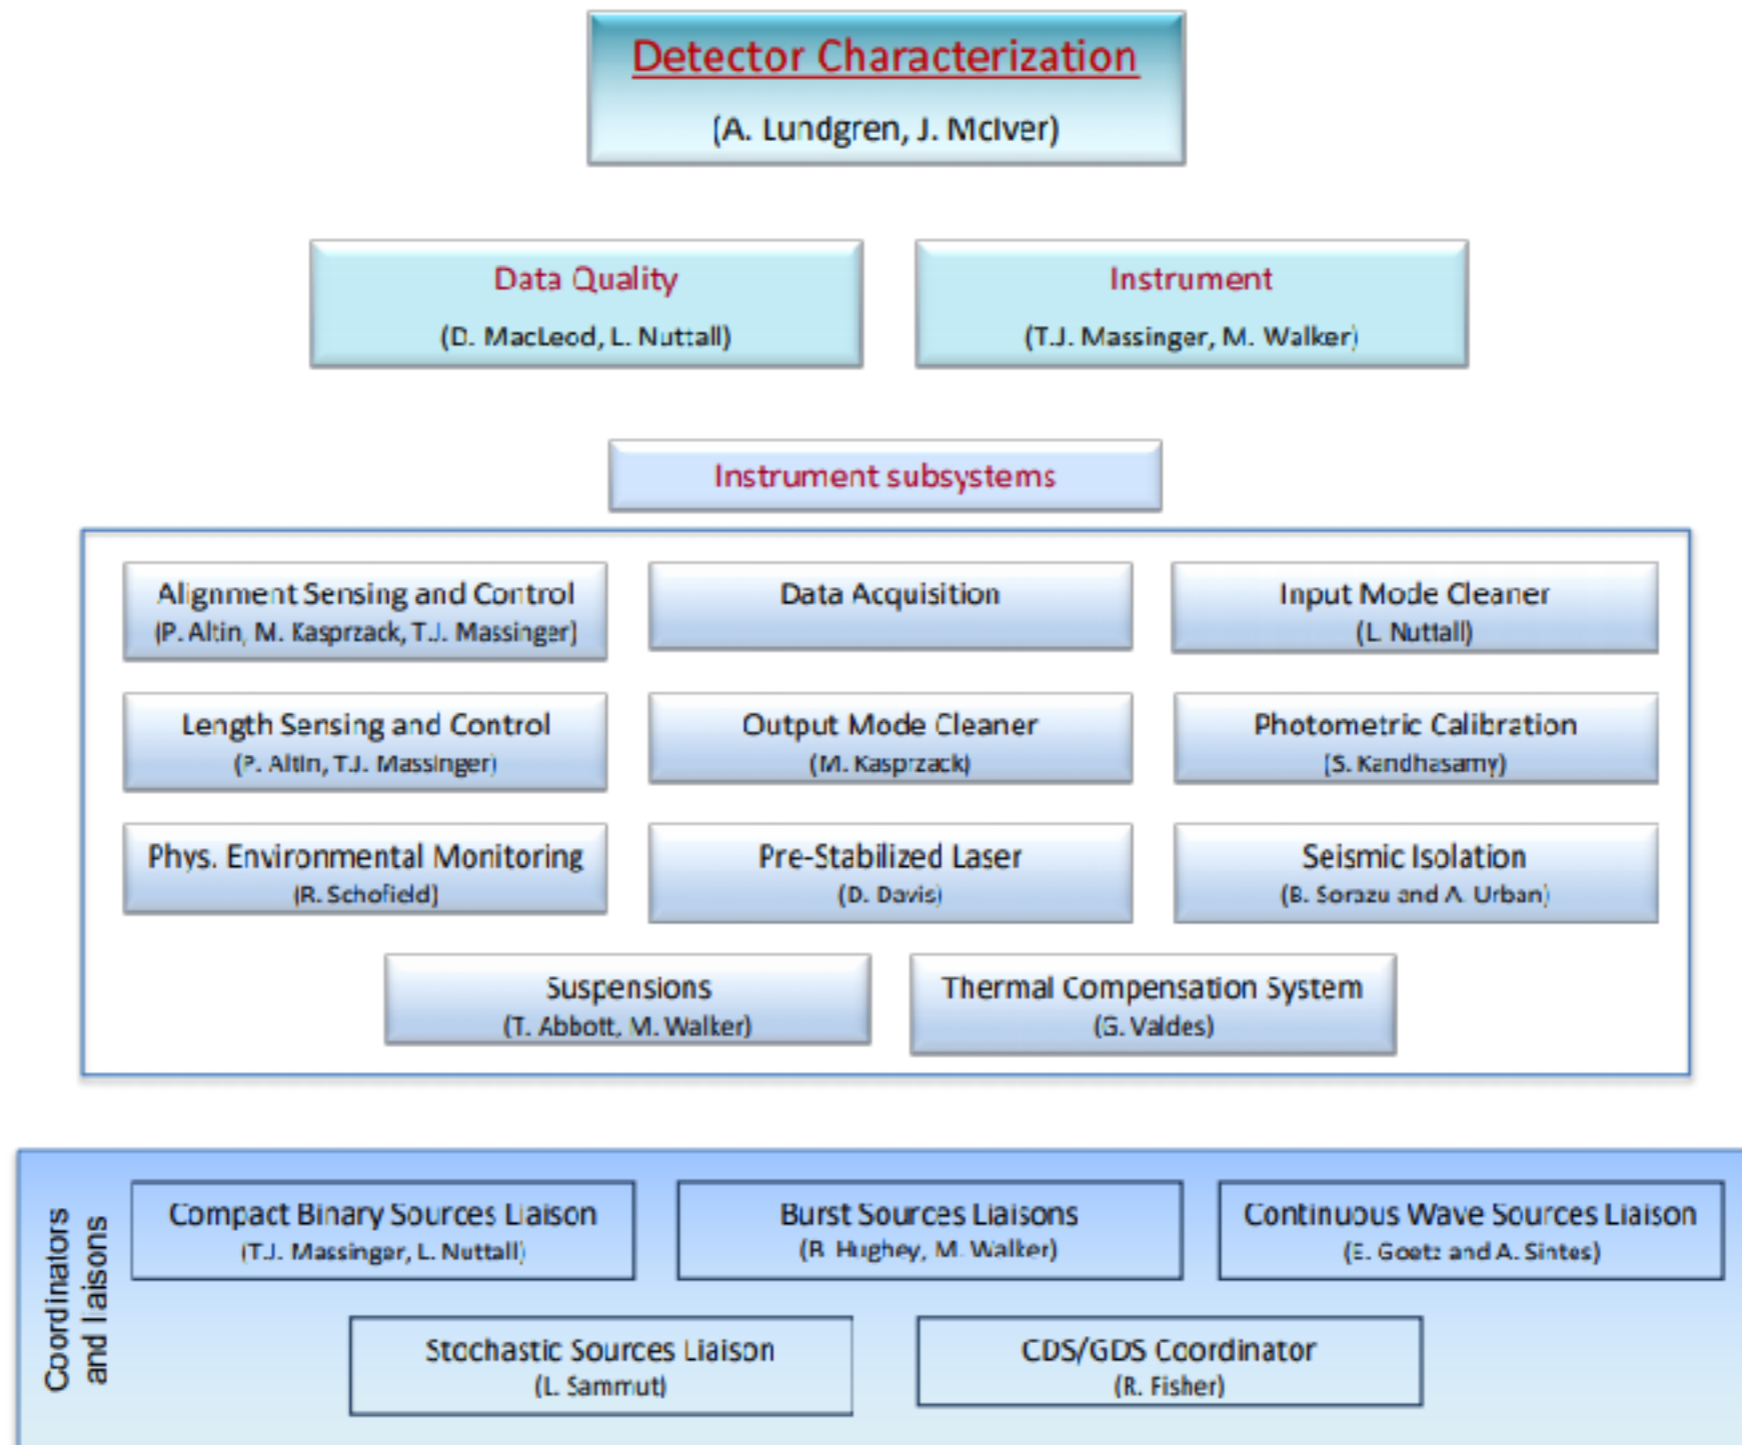 Detector Characterization
(A. Lundgren, J. McIver)
Data Quality
(D. MacLeod, L. Nuttall)
Instrument
(T.J. Massinger, M. Walker)
Instrument subsystems
Alignment Sensing and Control
(P. Altin, M. Kasprzack, T.J. Massinger)
Data Acquisition
Input Mode Cleaner
(L. Nuttall)
Length Sensing and Control
(P. Altin, T.J. Massinger)
Output Mode Cleaner
(M. Kasprzack)
Photometric Calibration
(S. Kandhasamy)
Phys. Environmental Monitoring
(R. Schofield)
Pre-Stabilized Laser
(D. Davis)
Seismic Isolation
(B. Sorazu and A. Urban)
Suspensions
(T. Abbott, M. Walker)
Thermal Compensation System
(G. Valdes)
Coordinators
and liaisons
Compact Binary Sources Liaison
(T.J. Massinger, L. Nuttall)
Burst Sources Liaisons
(B. Hughey, M. Walker)
Continuous Wave Sources Liaison
(E. Goetz and A. Sintes)
Stochastic Sources Liaison
(L. Sammut)
CDS/GDS Coordinator
(R. Fisher)